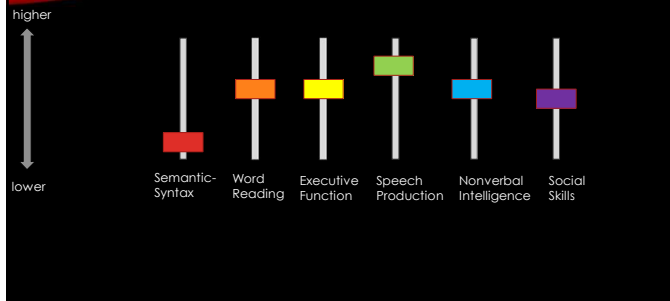 higher
lower
Semantic-
Syntax
Word
Reading
Executive
Function
Speech
Production
Nonverbal
Intelligence
Social
Skills